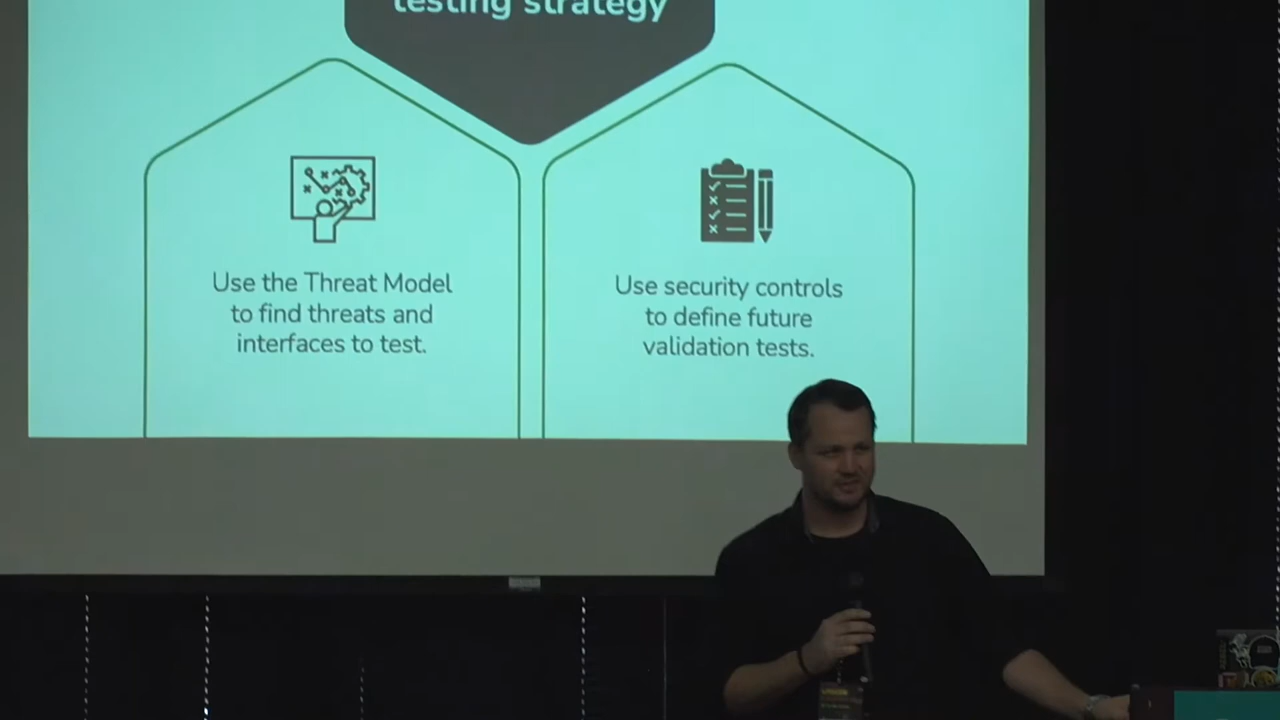 testing strategy
Use the Threat Model
to find threats and
interfaces to test.
Use security controls
to define future
validation tests.